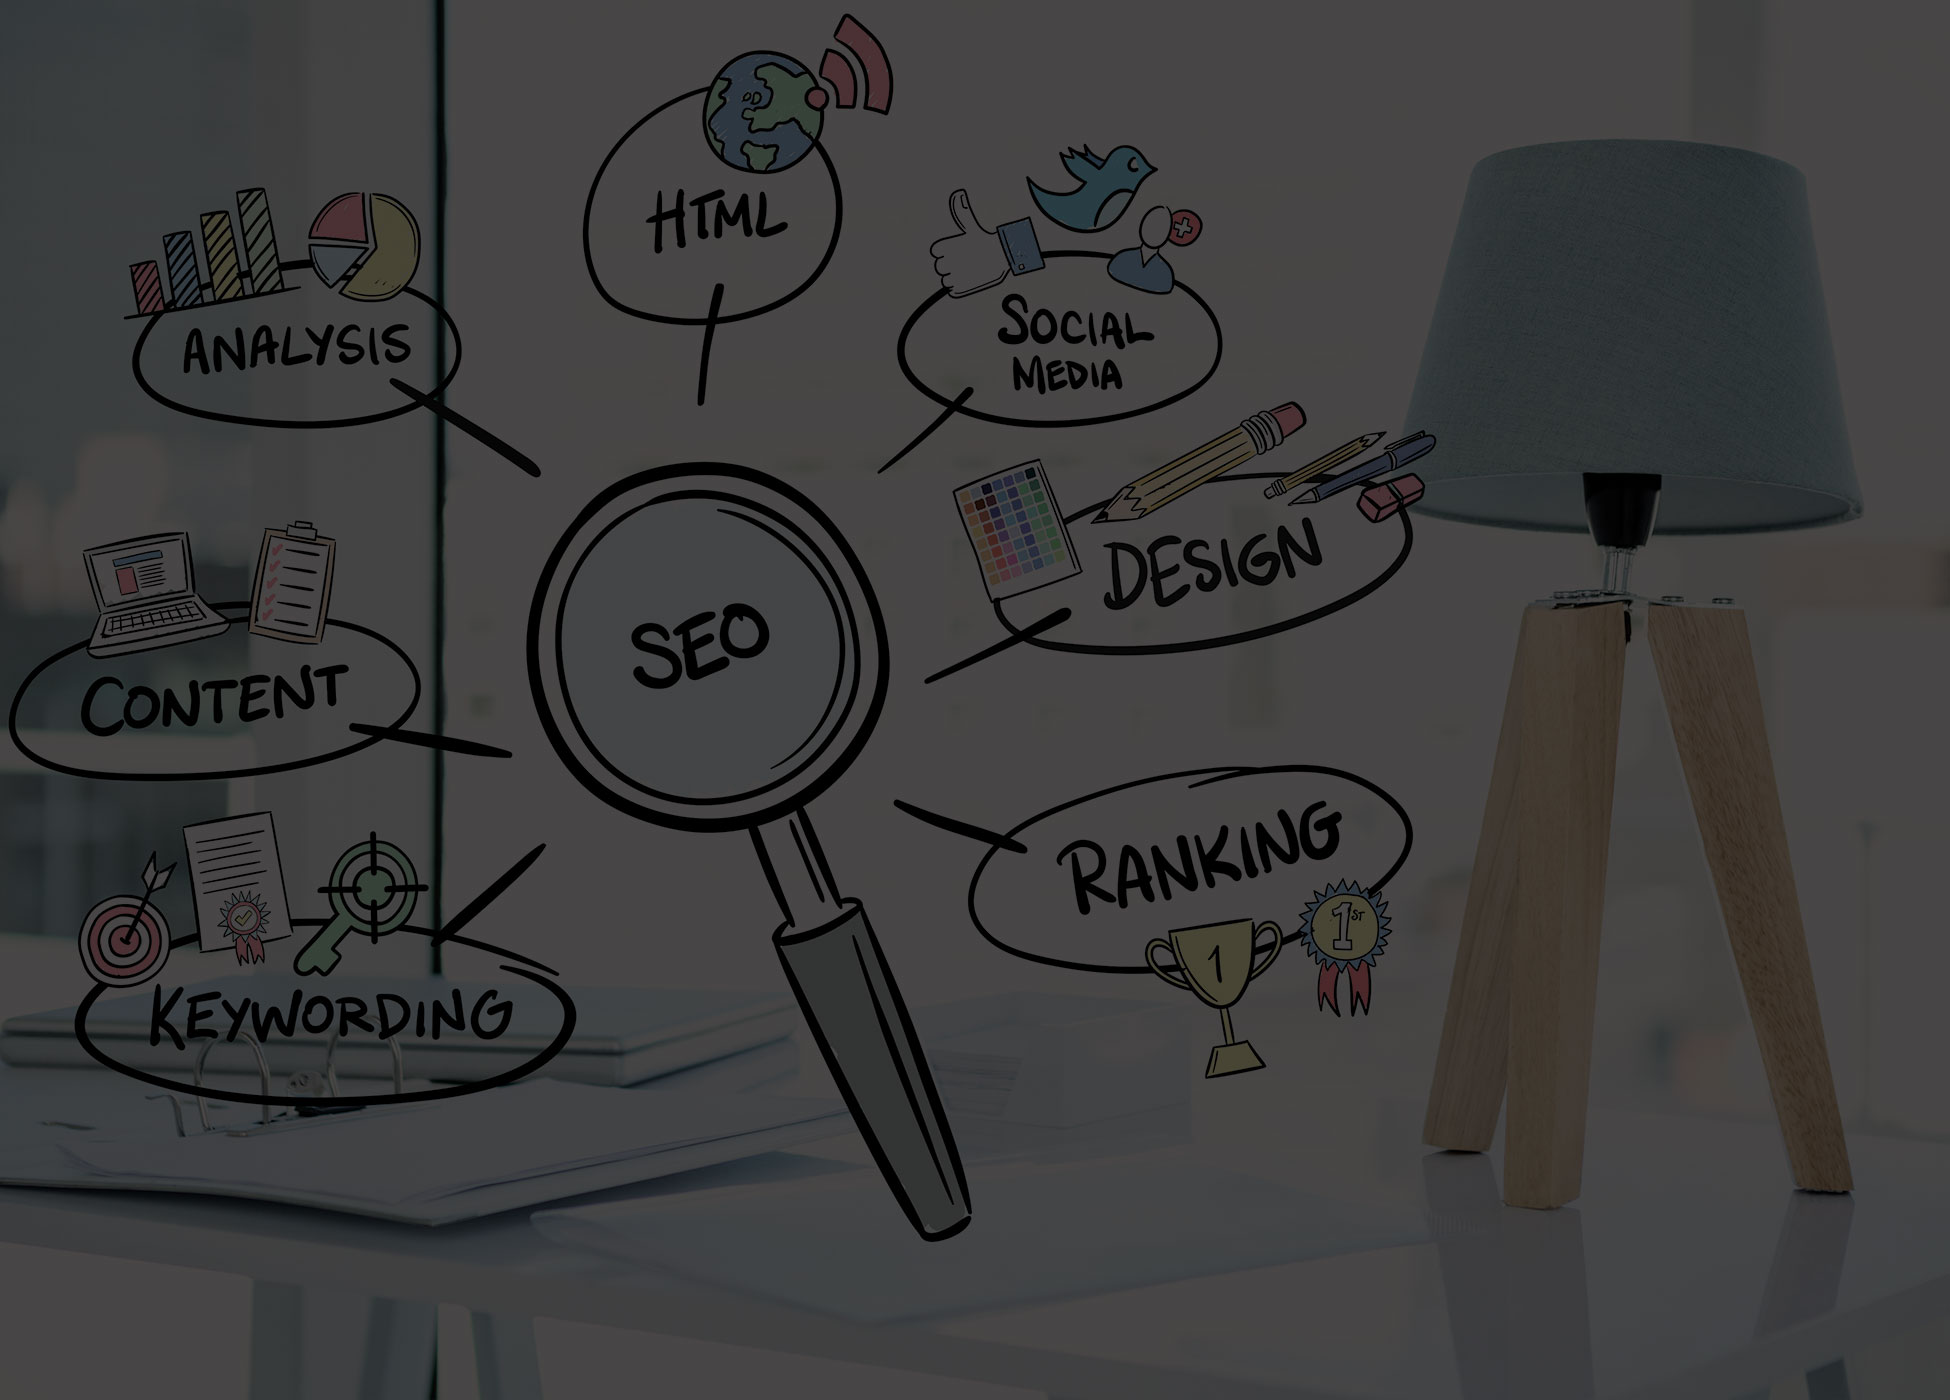 HTML
SOCIAL
MEDIA
ANALYSIS
DESIGN
SEO
CONTENT
RANKING
1ST
1
KEYWORDING